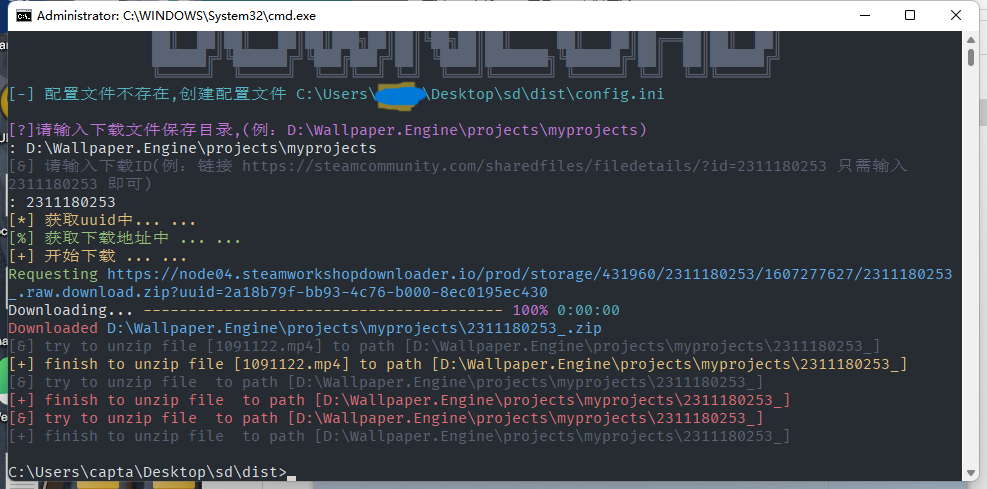 Administrator: C:\WINDOWS\System32\cmd.exe
[-] 配置文件不存在,创建配置文件 C:\Users\ \Desktop\sd\dist\config.ini
[?]请输入下载文件保存目录,(例: D:\Wallpaper.Engine\projects\myprojects)
: D:\Wallpaper.Engine\projects\myprojects
[&] 请输入下载ID(例: 链接 https://steamcommunity.com/sharedfiles/filedetails/?id=2311180253 只需输入
2311180253 即可)
: 2311180253
[*] 获取uuid中... ...
[%] 获取下载地址中 ... ...
[+] 开始下载 ... ...
Requesting https://node04.steamworkshopdownloader.io/prod/storage/431960/2311180253/1607277627/2311180253
_.raw.download.zip?uuid=2a18b79f-bb93-4c76-b000-8ec0195ec430
Downloading... ---------------------------------------- 100% 0:00:00
Downloaded D:\Wallpaper.Engine\projects\myprojects\2311180253_.zip
[&] try to unzip file [1091122.mp4] to path [D:\Wallpaper.Engine\projects\myprojects\2311180253_]
[+] finish to unzip file [1091122.mp4] to path [D:\Wallpaper.Engine\projects\myprojects\2311180253_]
[&] try to unzip file  to path [D:\Wallpaper.Engine\projects\myprojects\2311180253_]
[+] finish to unzip file  to path [D:\Wallpaper.Engine\projects\myprojects\2311180253_]
[&] try to unzip file  to path [D:\Wallpaper.Engine\projects\myprojects\2311180253_]
[+] finish to unzip file  to path [D:\Wallpaper.Engine\projects\myprojects\2311180253_]
C:\Users\capta\Desktop\sd\dist>